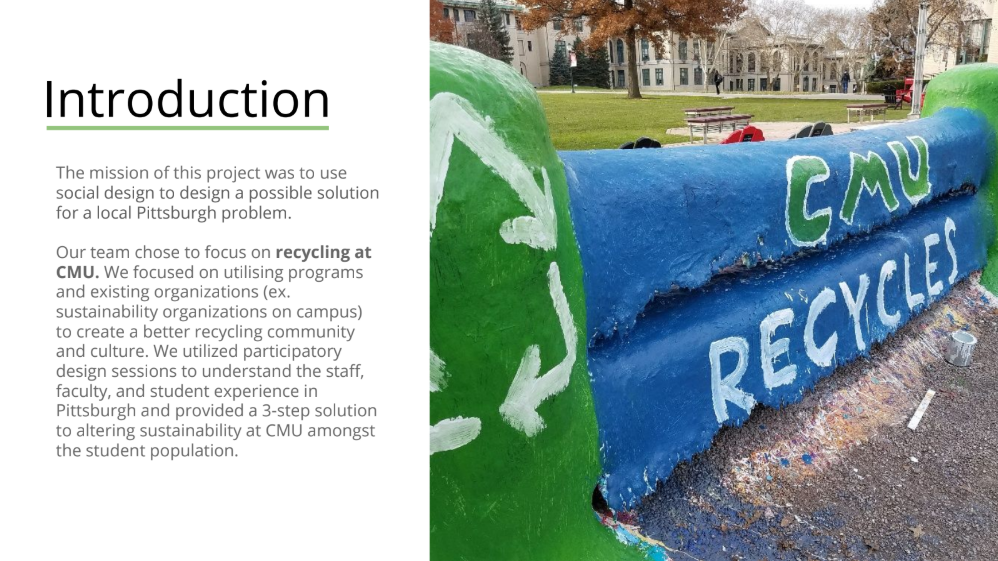 Introduction
The mission of this project was to use
social design to design a possible solution
for a local Pittsburgh problem.
Our team chose to focus on recycling at
CMU. We focused on utilising programs
and existing organizations (ex.
sustainability organizations on campus)
to create a better recycling community
and culture. We utilized participatory
design sessions to understand the staff,
faculty, and student experience in
Pittsburgh and provided a 3-step solution
to altering sustainability at CMU amongst
the student population.
CMU
RECYCLES